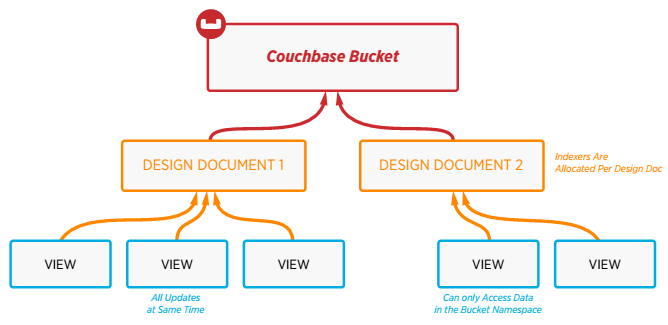 Couchbase Bucket
DESIGN DOCUMENT 1
DESIGN DOCUMENT 2
Indexers Are
Allocated Per Design Doc
VIEW
VIEW
VIEW
VIEW
VIEW
All Updates
at Same Time
Can only Access Data
in the Bucket Namespace